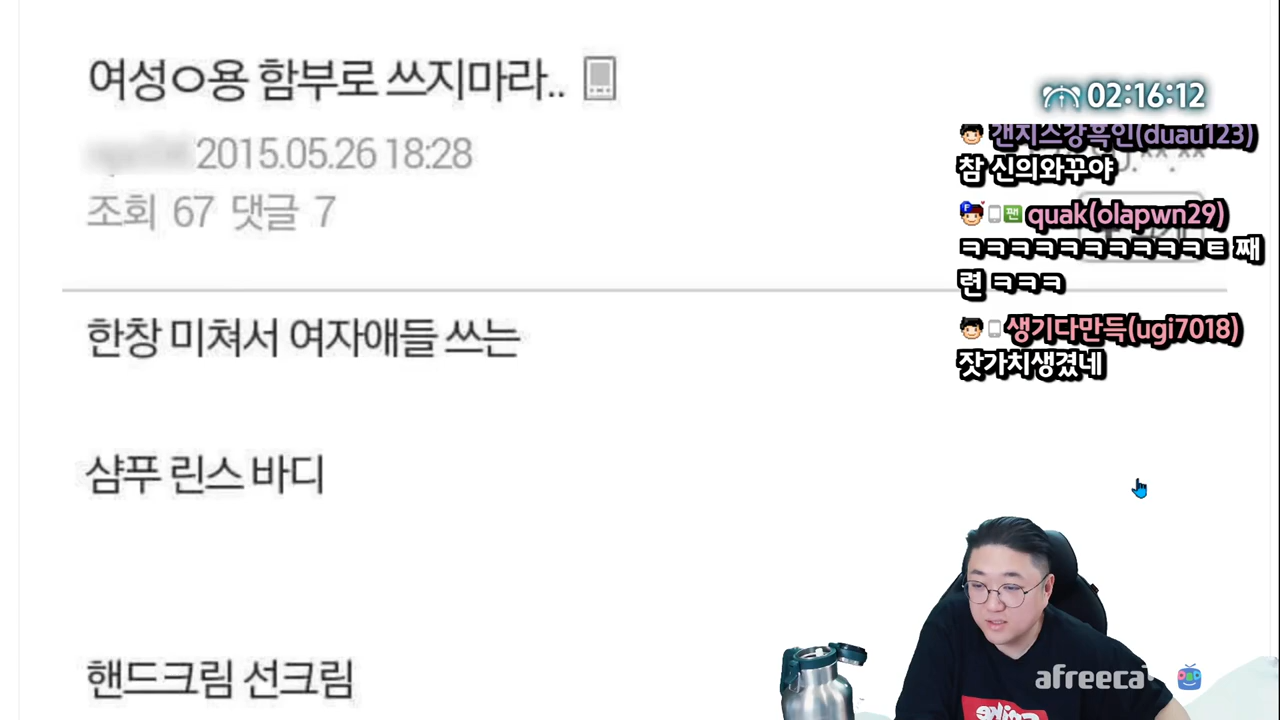 여성ㅇ용 함부로 쓰지마라..
2015.05.26 18:28
조회 67 댓글 7
한창 미쳐서 여자애들 쓰는
샴푸 린스 바디
핸드크림 선크림
02:16:12
갠지스강흑인(duau123)
참 신의와꾸야
팬 quak(olapwn29)
ㅋㅋㅋㅋㅋㅋㅋㅋㅋㅋㅌ 째
련 ㅋㅋㅋ
생기다만득(ugi7018)
잣가치생겼네
afreeca